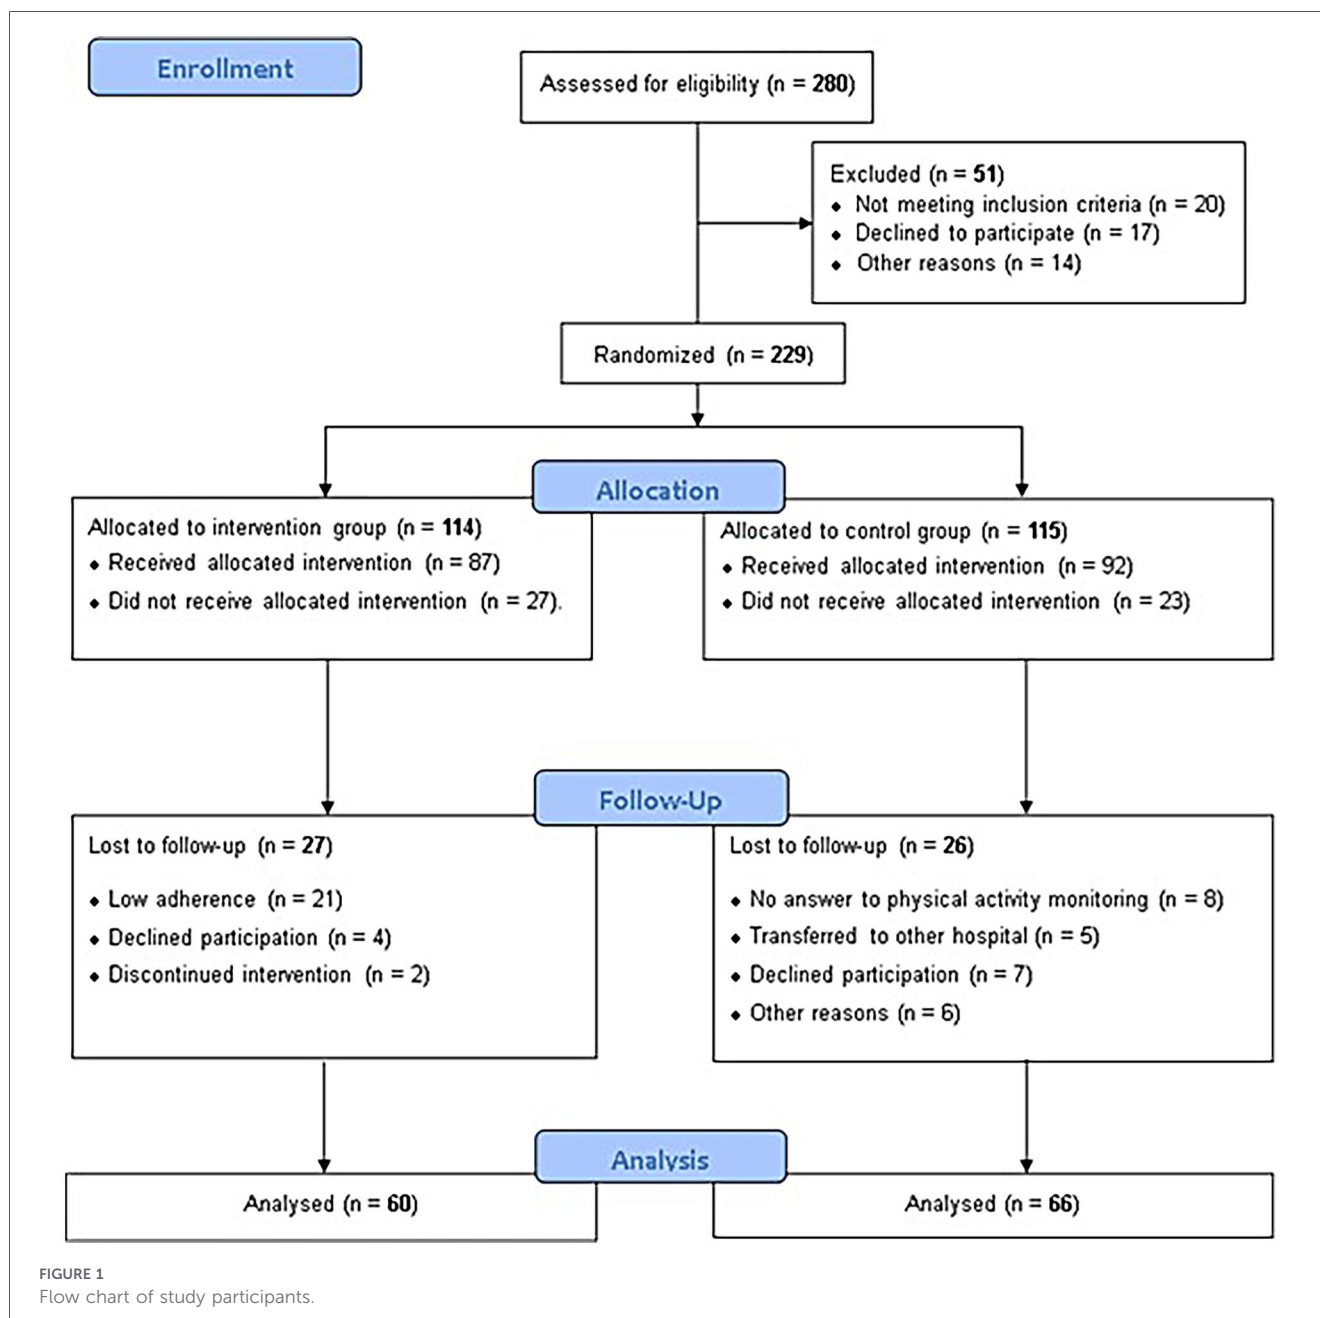 Enrollment
Assessed for eligibility (n = 280)
Excluded (n = 51)
♦ Not meeting inclusion criteria (n = 20)
♦ Declined to participate (n = 17)
♦ Other reasons (n = 14)
Randomized (n = 229)
Allocation
Allocated to intervention group (n = 114)
♦ Received allocated intervention (n = 87)
♦ Did not receive allocated intervention (n = 27).
Allocated to control group (n = 115)
♦ Received allocated intervention (n = 92)
♦ Did not receive allocated intervention (n = 23)
Follow-Up
Lost to follow-up (n = 27)
♦ Low adherence (n = 21)
♦ Declined participation (n = 4)
♦ Discontinued intervention (n = 2)
Lost to follow-up (n = 26)
♦ No answer to physical activity monitoring (n = 8)
♦ Transferred to other hospital (n = 5)
♦ Declined participation (n = 7)
♦ Other reasons (n = 6)
Analysis
Analysed (n = 60)
Analysed (n = 66)
FIGURE 1
Flow chart of study participants.